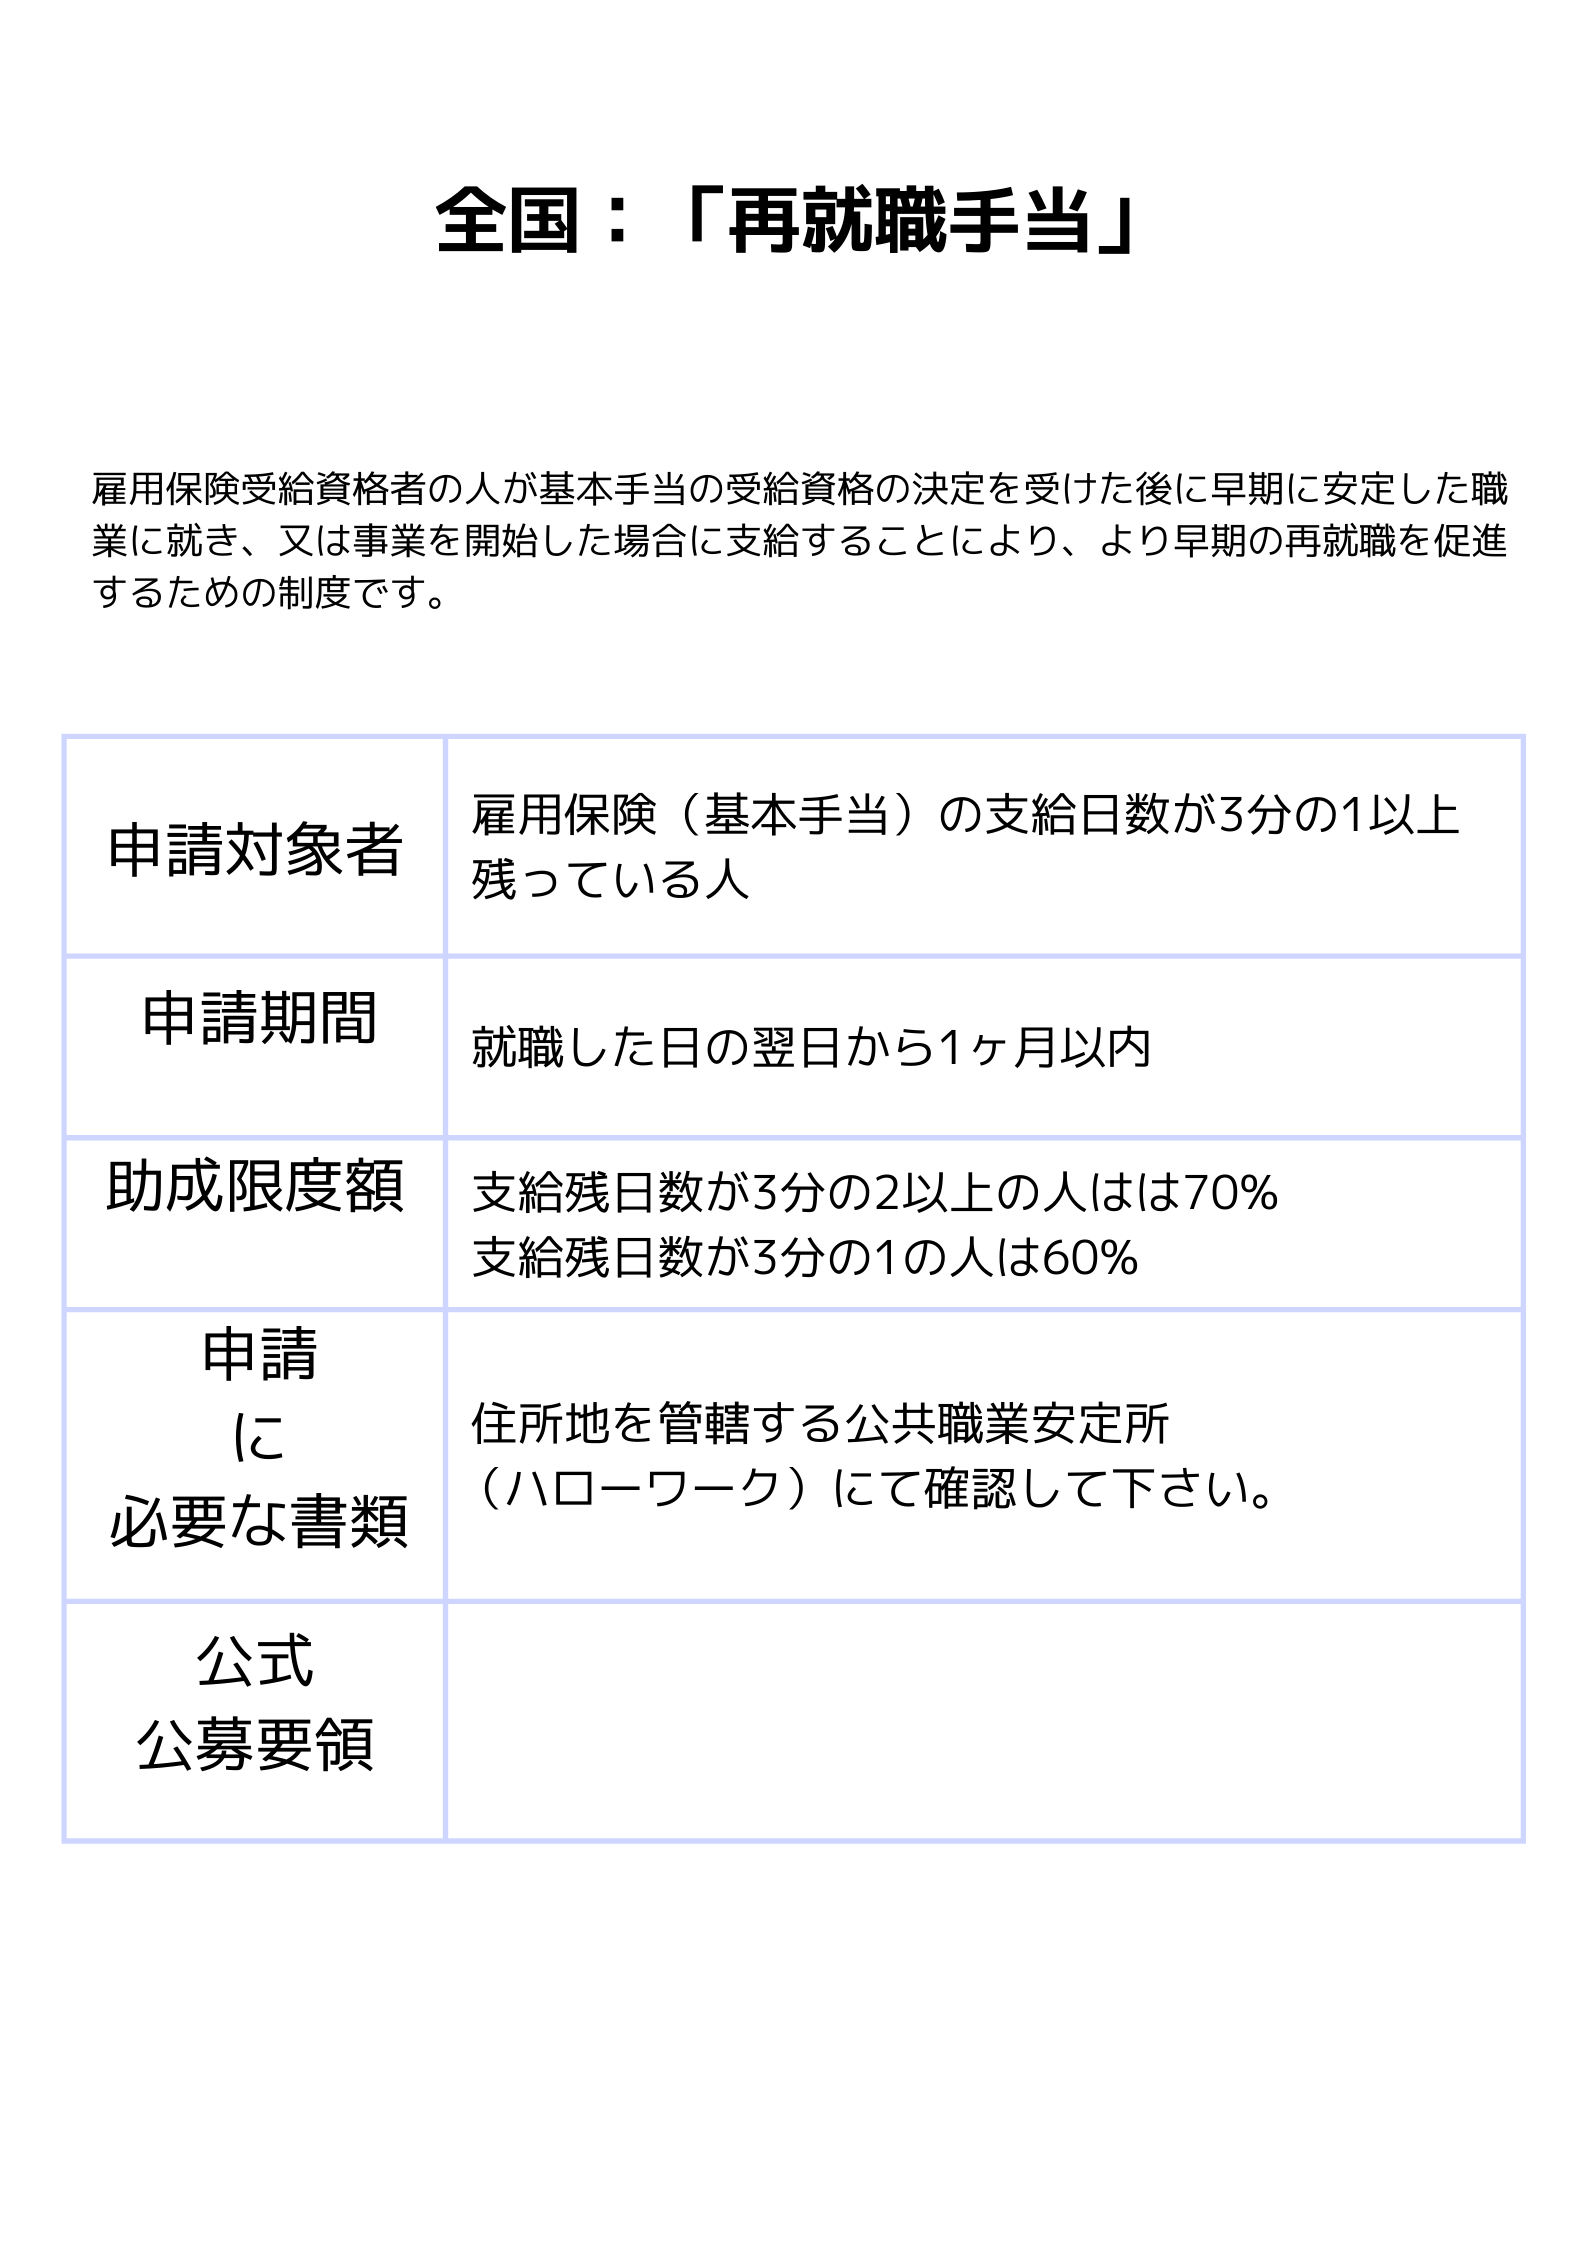 全国：「再就職手当」
雇用保険受給資格者の人が基本手当の受給資格の決定を受けた後に早期に安定した職
業に就き、又は事業を開始した場合に支給することにより、より早期の再就職を促進
するための制度です。
申請対象者
雇用保険（基本手当）の支給日数が3分の1以上
残っている人
申請期間
就職した日の翌日から1ヶ月以内
助成限度額
支給残日数が3分の2以上の人はは70%
支給残日数が3分の1の人は60%
申請
に
必要な書類
住所地を管轄する公共職業安定所
（ハローワーク）にて確認して下さい。
公式
公募要領